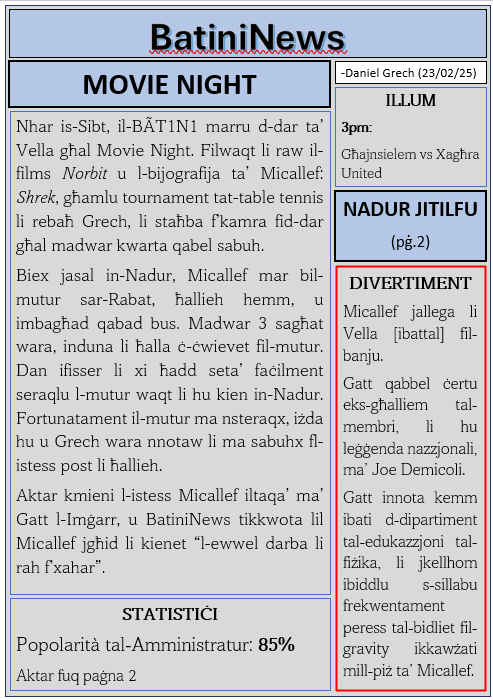 BatiniNews
MOVIE NIGHT
Nhar is-Sibt, il-BÃT1N1 marru d-dar ta’
Vella għal Movie Night. Filwaqt li raw il-
films Norbit u l-bijografija ta’ Micallef:
Shrek, għamlu tournament tat-table tennis
li rebaħ Grech, li staħba f’kamra fid-dar
għal madwar kwarta qabel sabuh.
Biex jasal in-Nadur, Micallef mar bil-
mutur sar-Rabat, ħallieh hemm, u
imbagħad qabad bus. Madwar 3 sagħat
wara, induna li ħalla ċ-ċwievet fil-mutur.
Dan ifisser li xi ħadd seta’ faċilment
seraqlu l-mutur waqt li hu kien in-Nadur.
Fortunatament il-mutur ma nsteraqx, iżda
hu u Grech wara nnotaw li ma sabuhx fl-
istess post li ħallieh.
Aktar kmieni l-istess Micallef iltaqa’ ma’
Gatt l-Imġarr, u BatiniNews tikkwota lil
Micallef jgħid li kienet “l-ewwel darba li
rah f’xahar”.
STATISTIĊI
Popolarità tal-Amministratur: 85%
Aktar fuq paġna 2
-Daniel Grech (23/02/25)
ILLUM
3pm:
Għajnsielem vs Xagħra
United
NADUR JITILFU
(pġ.2)
DIVERTIMENT
Micallef jallega li
Vella [ibattal] fil-
banju.
Gatt qabbel ċertu
eks-għalliem tal-
membri, li hu
leġġenda nazzjonali,
ma’ Joe Demicoli.
Gatt innota kemm
ibati d-dipartiment
tal-edukazzjoni tal-
fiżika, li jkellhom
ibiddlu s-sillabu
frekwentament
peress tal-bidliet fil-
gravity ikkawżati
mill-piż ta’ Micallef.